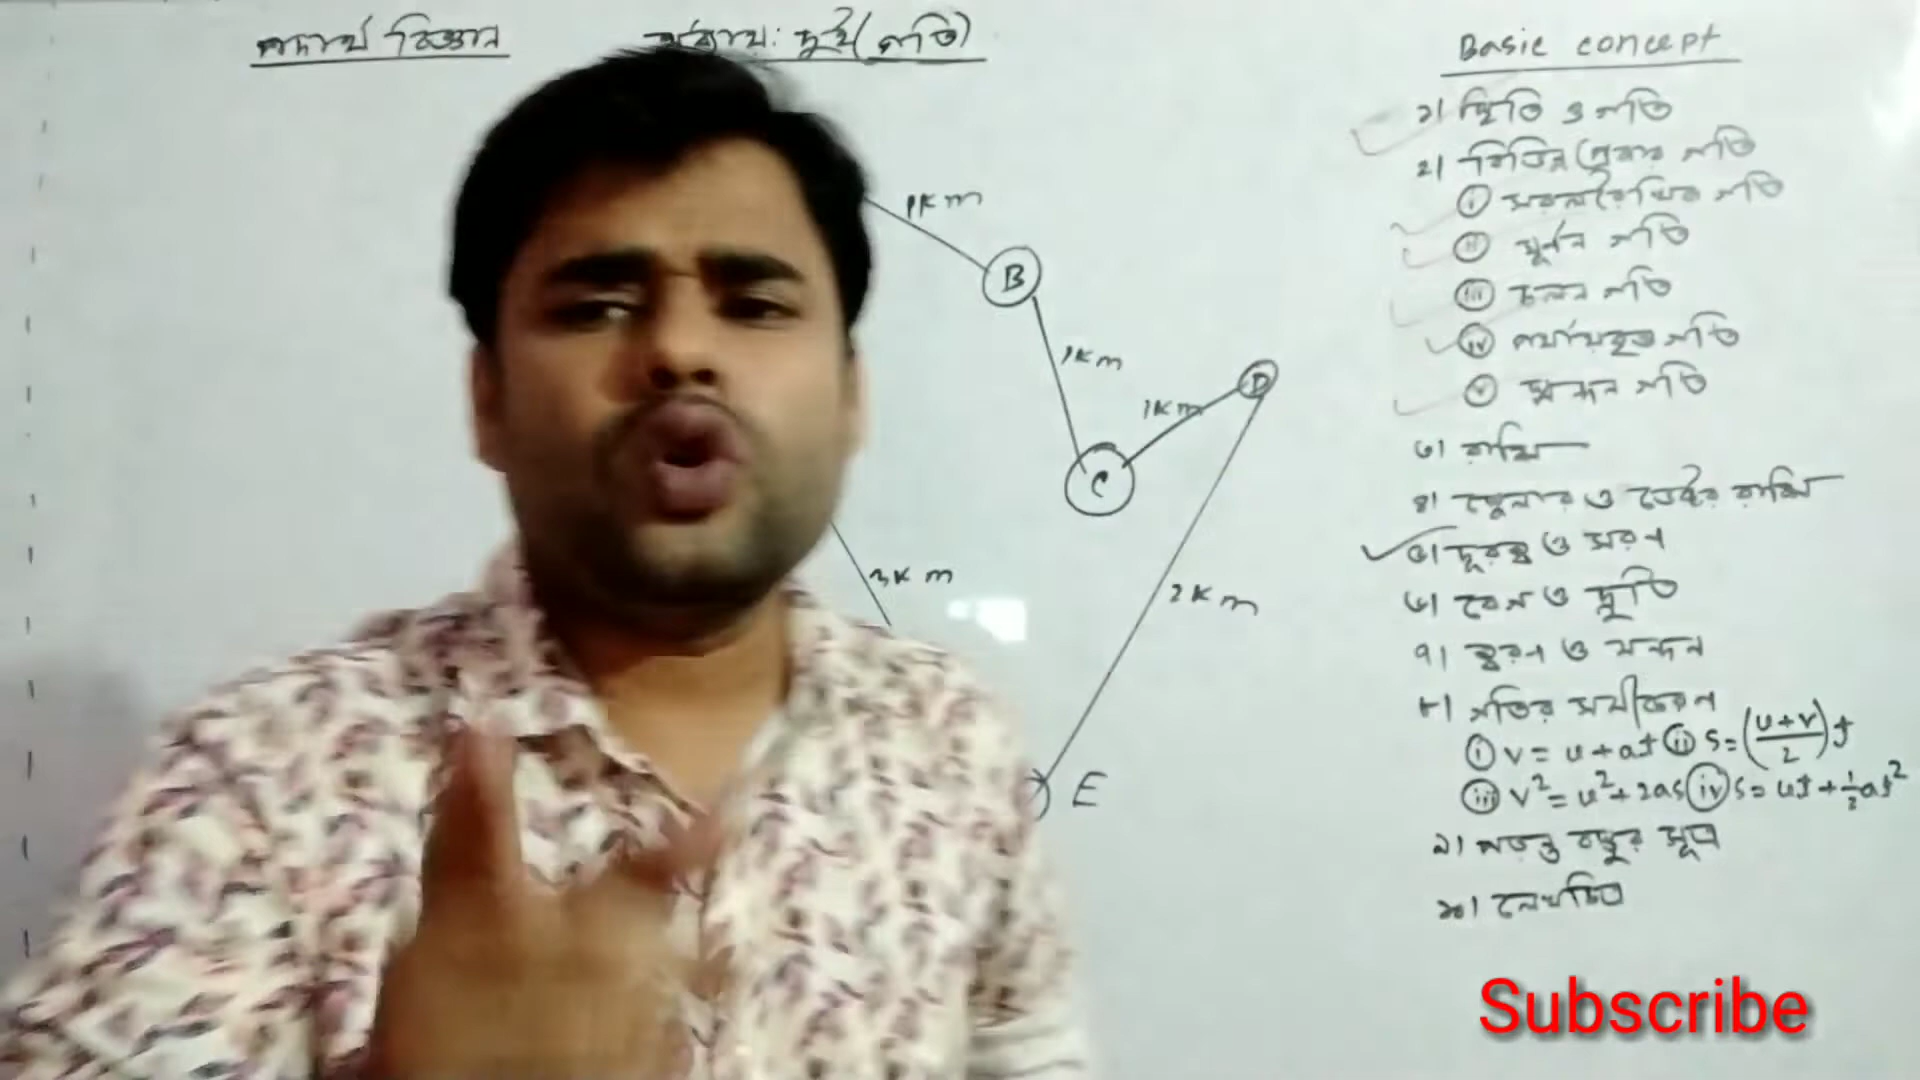 পদার্থ বিজ্ঞান
অধ্যায়: দুই (গতি)
1km
B
1km
C
1km
D
3km
2km
E
Basic concept
১। স্থিতি ও গতি
২। বিভিন্ন প্রকার গতি
i সরলরৈখিক গতি
ii ঘূর্ণন গতি
iii চলন গতি
iv পর্যায়বৃত্ত গতি
v স্পন্দন গতি
৩। রাশি
৪। স্কেলার ও ভেক্টর রাশি
৫। দূরত্ব ও সরণ
৬। বেগ ও দ্রুতি
৭। ত্বরণ ও মন্দন
৮। গতির সমীকরণ
i v = u + at ii s = (u+v/2)t
iii v² = u² + 2as iv s = ut + ½at²
৯। পড়ন্ত বস্তুর সূত্র
১০। লেখচিত্র
Subscribe